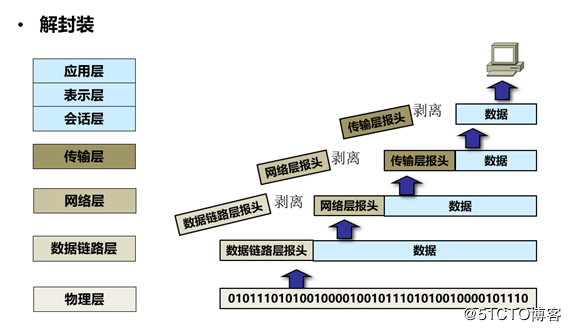 • 解封装
应用层
表示层
会话层
传输层
网络层
数据链路层
物理层
传输层报头 剥离
数据
网络层报头 剥离
传输层报头 数据
数据链路层报头 剥离
网络层报头 数据
数据链路层报头 数据
010111010100100001001011101010010000101110
@51CTO博客